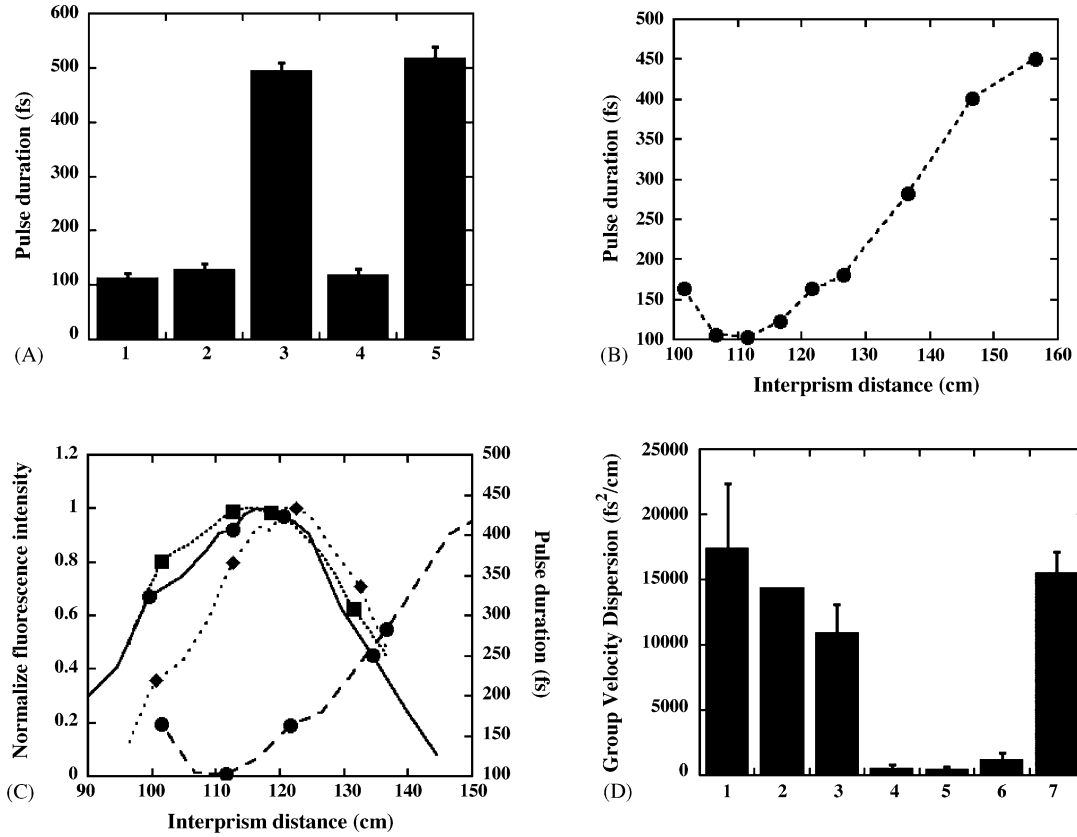 600
500
400
300
200
100
0
Pulse duration (fs)
1 2 3 4 5
(A)
500
450
400
350
300
250
200
150
100
Pulse duration (fs)
100 110 120 130 140 150 160
Interprism distance (cm)
(B)
1.2
1
0.8
0.6
0.4
0.2
0
Normalize fluorescence intensity
500
450
400
350
300
250
200
150
100
Pulse duration
(fs)
90 100 110 120 130 140 150
Interprism distance (cm)
(C)
25000
20000
15000
10000
5000
0
Group Velocity Dispersion (fs²/cm)
1 2 3 4 5 6 7
(D)